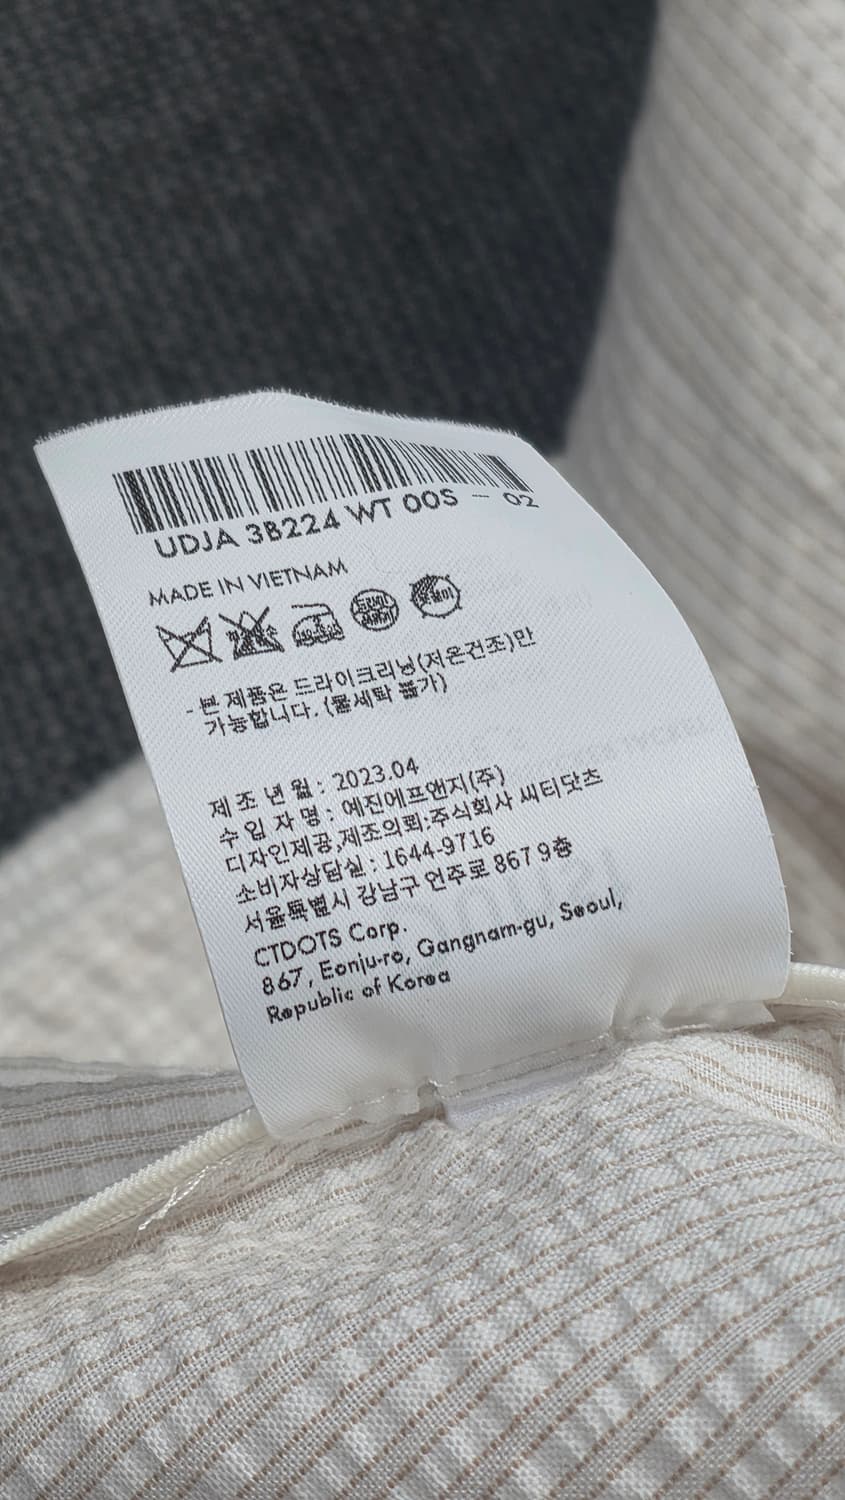 UDJA 3B224 WT 00S - 02
MADE IN VIETNAM
- 본 제품은 드라이크리닝(저온건조)만
가능합니다. (물세탁 불가)
제 조 년 월 : 2023.04
수 입 자 명 : 예진에프앤지(주)
디자인제공,제조의뢰:주식회사 씨티닷츠
소비자상담실 : 1644-9716
서울특별시 강남구 언주로 867 9층
CTDOTS Corp.
867, Eonju-ro, Gangnam-gu, Seoul,
Republic of Korea